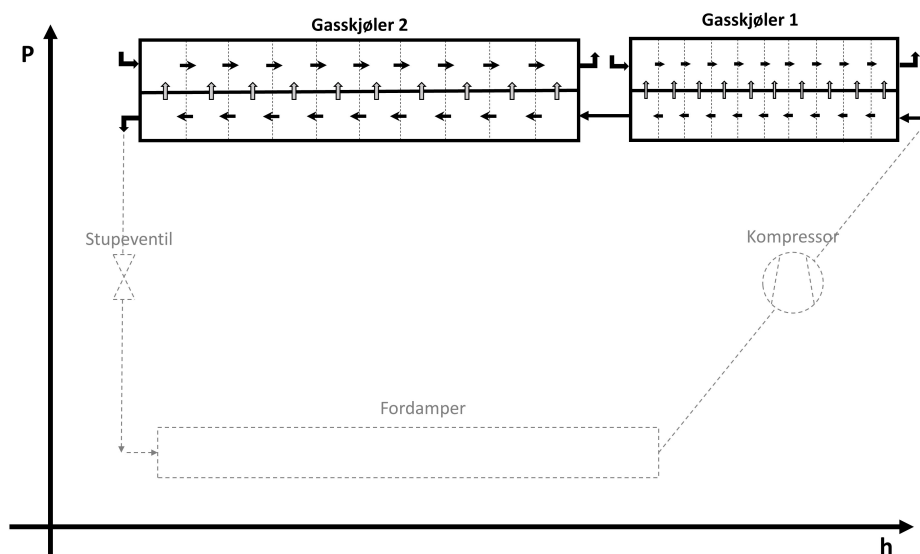 Gasskjøler 2
Gasskjøler 1
P
Stupeventil
Kompressor
Fordamper
h